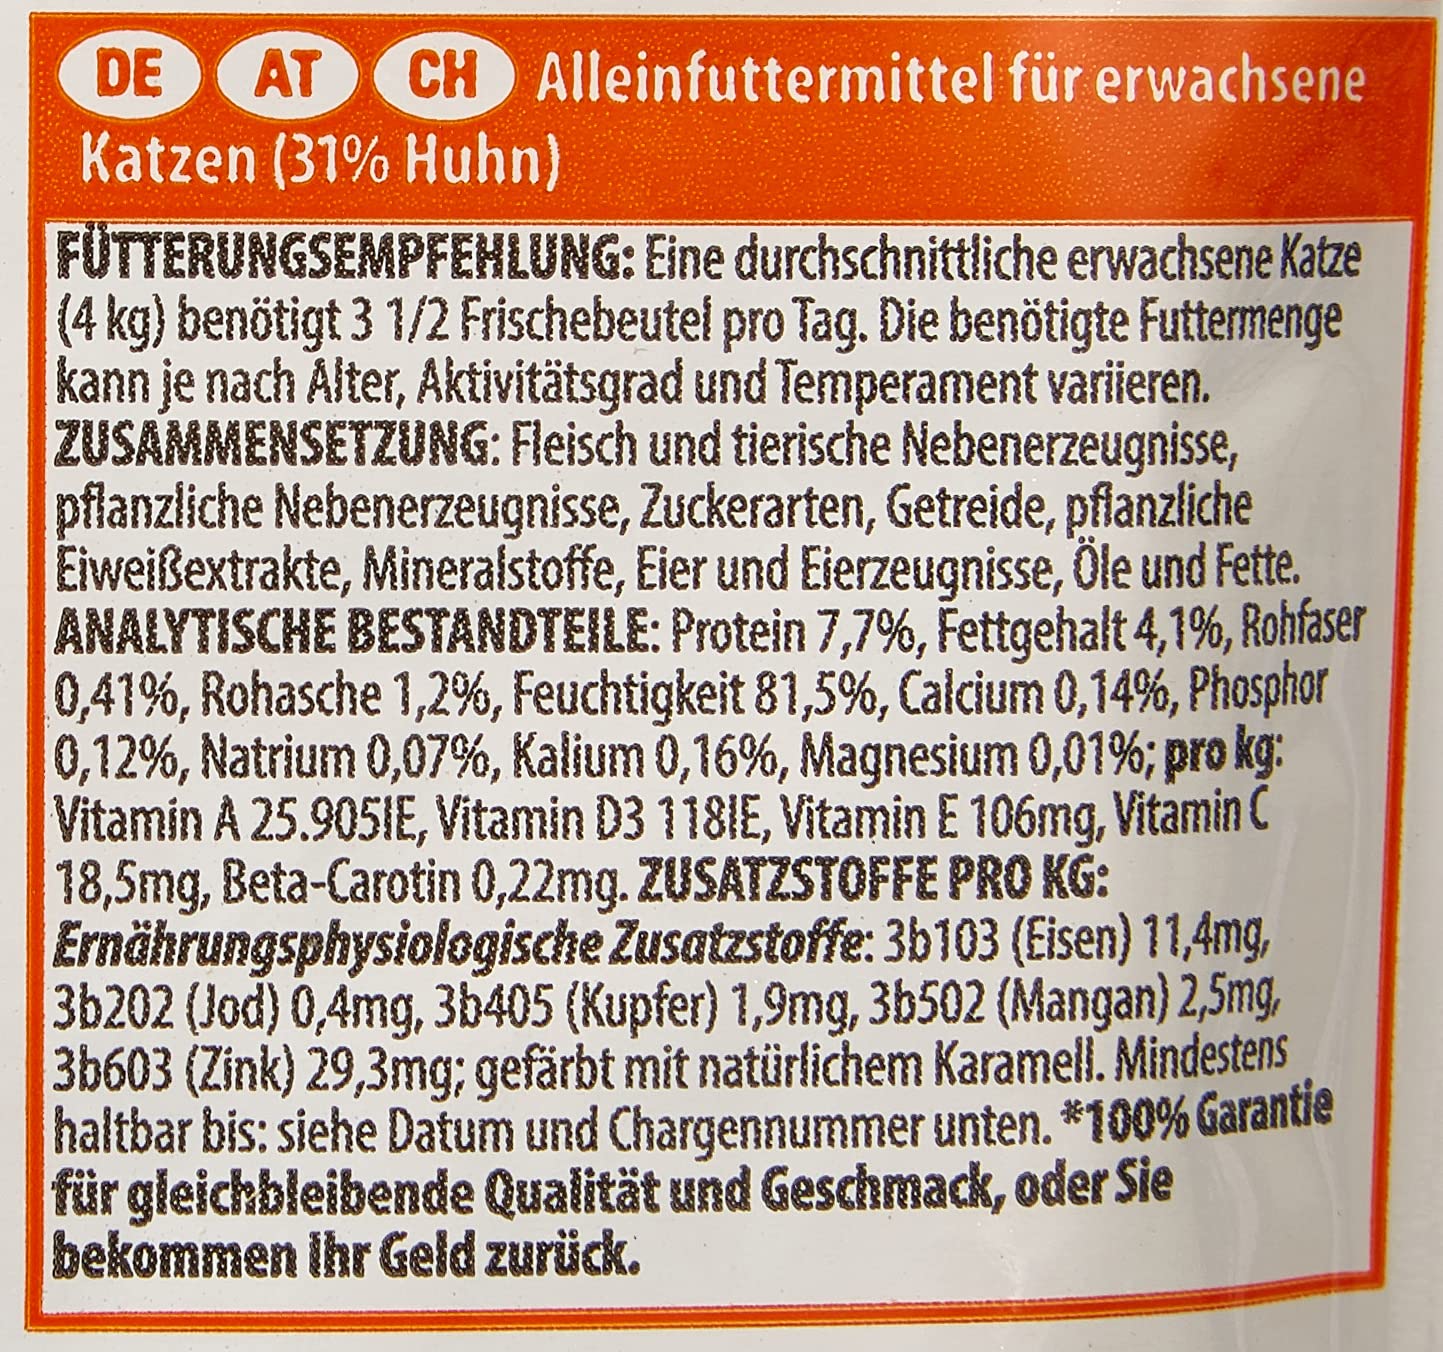 DE AT CH Alleinfuttermittel für erwachsene
Katzen (31% Huhn)
FÜTTERUNGSEMPFEHLUNG: Eine durchschnittliche erwachsene Katze
(4 kg) benötigt 3 1/2 Frischebeutel pro Tag. Die benötigte Futtermenge
kann je nach Alter, Aktivitätsgrad und Temperament variieren.
ZUSAMMENSETZUNG: Fleisch und tierische Nebenerzeugnisse,
pflanzliche Nebenerzeugnisse, Zuckerarten, Getreide, pflanzliche
Eiweißextrakte, Mineralstoffe, Eier und Eierzeugnisse, Öle und Fette.
ANALYTISCHE BESTANDTEILE: Protein 7,7%, Fettgehalt 4,1%, Rohfaser
0,41%, Rohasche 1,2%, Feuchtigkeit 81,5%, Calcium 0,14%, Phosphor
0,12%, Natrium 0,07%, Kalium 0,16%, Magnesium 0,01%; pro kg:
Vitamin A 25.905IE, Vitamin D3 118IE, Vitamin E 106mg, Vitamin C
18,5mg, Beta-Carotin 0,22mg. ZUSATZSTOFFE PRO KG:
Ernährungsphysiologische Zusatzstoffe: 3b103 (Eisen) 11,4mg,
3b202 (Jod) 0,4mg, 3b405 (Kupfer) 1,9mg, 3b502 (Mangan) 2,5mg,
3b603 (Zink) 29,3mg; gefärbt mit natürlichem Karamell. Mindestens
haltbar bis: siehe Datum und Chargennummer unten. *100% Garantie
für gleichbleibende Qualität und Geschmack, oder Sie
bekommen Ihr Geld zurück.